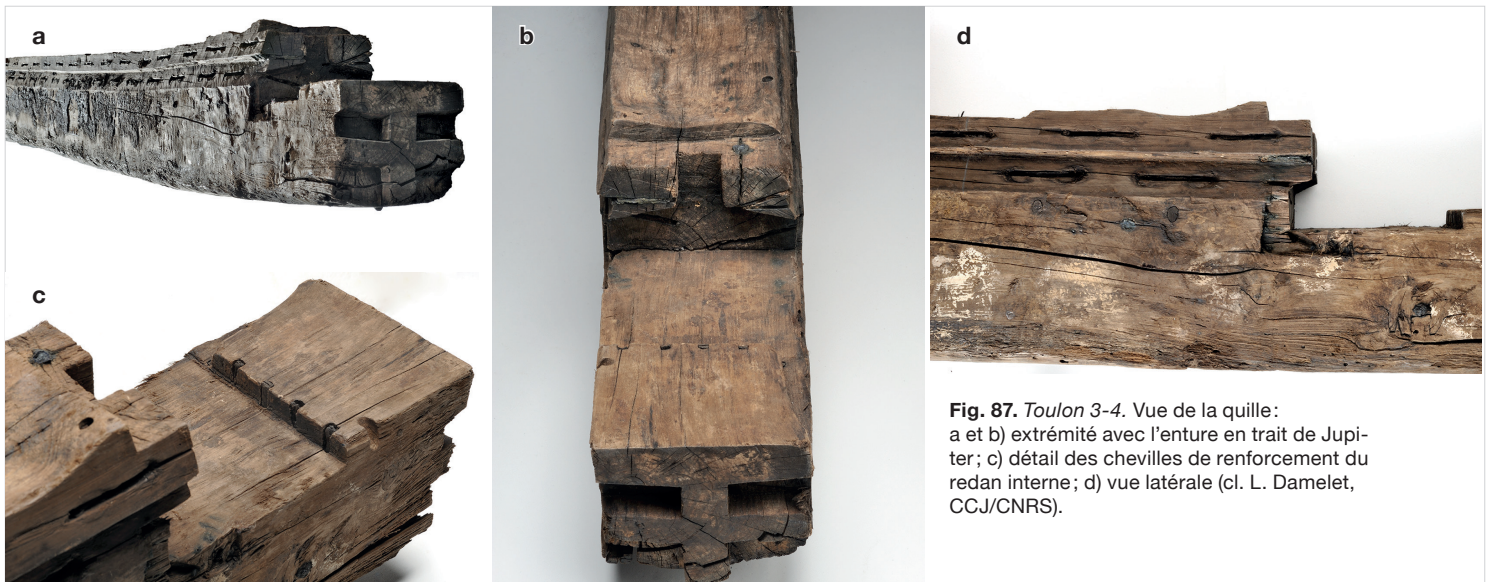 a
b
d
c
Fig. 87. Toulon 3-4. Vue de la quille :
a et b) extrémité avec l'enture en trait de Jupi-
ter ; c) détail des chevilles de renforcement du
redan interne ; d) vue latérale (cl. L. Damelet,
CCJ/CNRS).